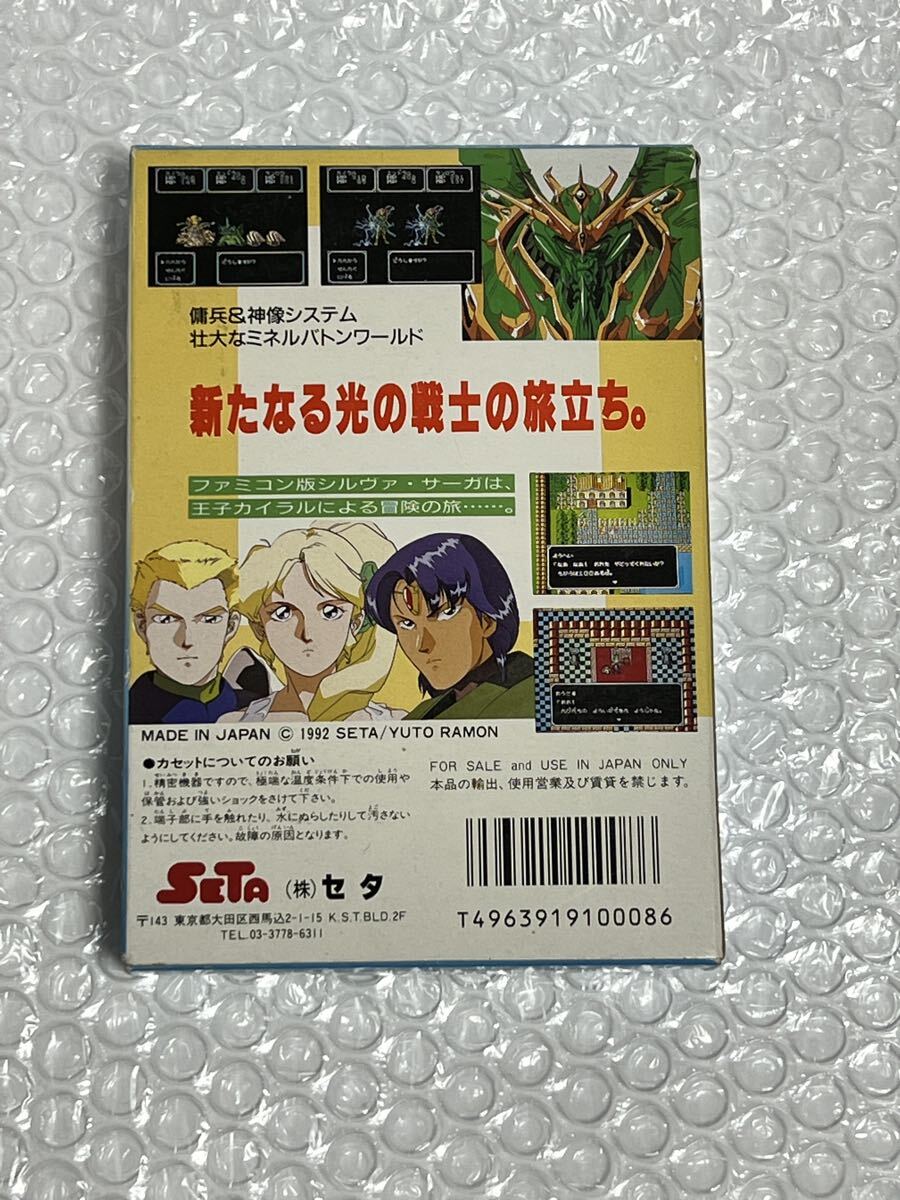 傭兵&神像システム
壮大なミネルバトンワールド
新たなる光の戦士の旅立ち。
ファミコン版シルヴァ・サーガは、
王子カイラルによる冒険の旅……。
MADE IN JAPAN © 1992 SETA/YUTO RAMON
●カセットについてのお願い
1.精密機器ですので、極端な温度条件下での使用や
保管および強いショックをさけて下さい。
2.端子部に手を触れたり、水にぬらしたりして汚さない
ようにしてください。故障の原因となります。
FOR SALE and USE IN JAPAN ONLY
本品の輸出、使用営業及び賃貸を禁じます。
SETA (株)セタ
〒143 東京都大田区西馬込2-1-15 K.S.T.BLD.2F
TEL.03-3778-6311
T4963919100086